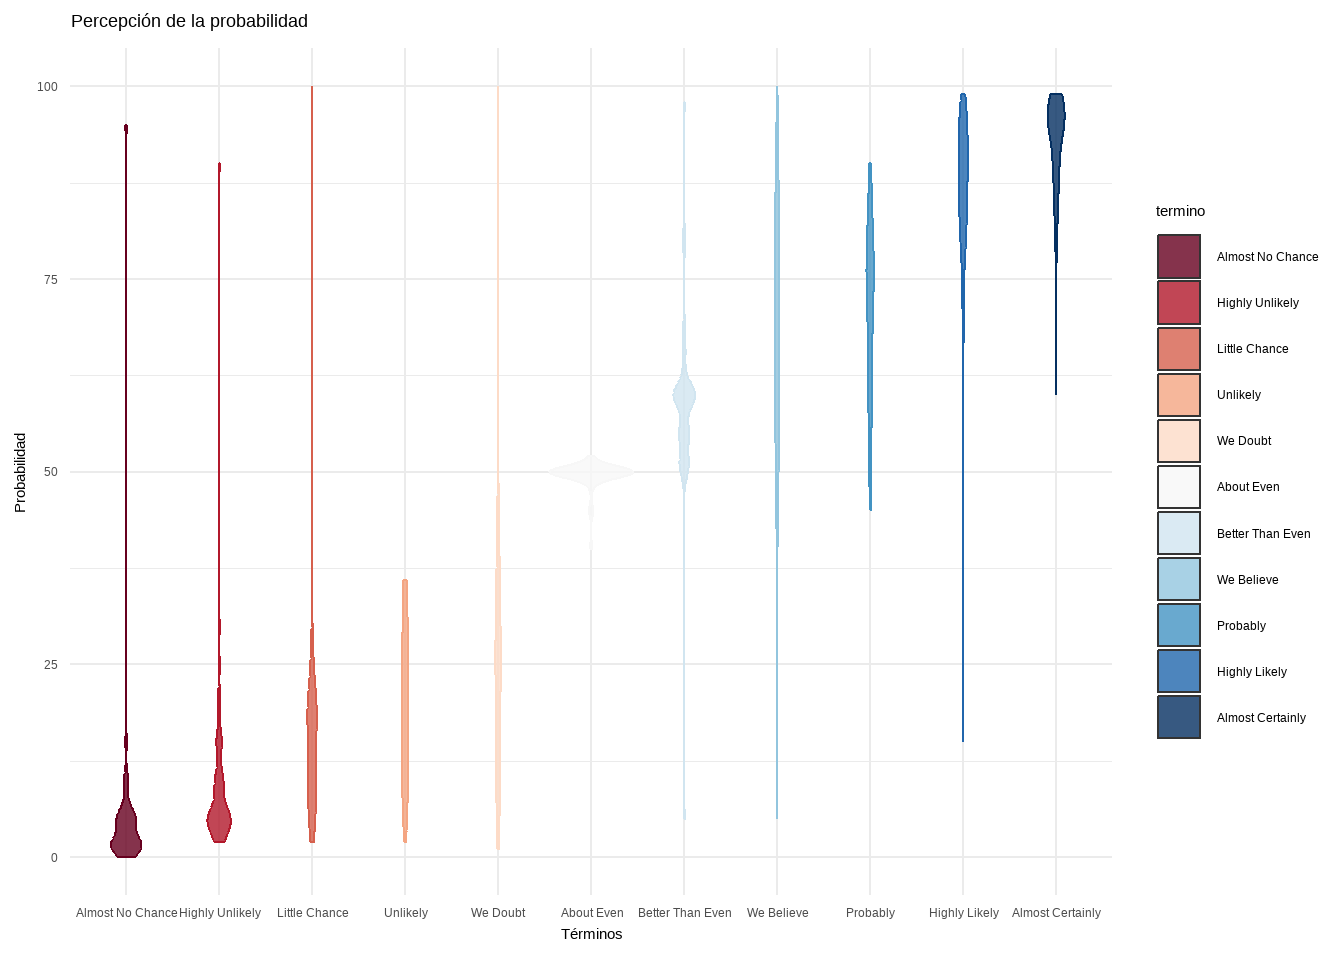 Percepción de la probabilidad
100
75
50
25
0
Probabilidad
Almost No Chance Highly Unlikely Little Chance Unlikely We Doubt About Even Better Than Even We Believe Probably Highly Likely Almost Certainly
Términos
termino
Almost No Chance
Highly Unlikely
Little Chance
Unlikely
We Doubt
About Even
Better Than Even
We Believe
Probably
Highly Likely
Almost Certainly